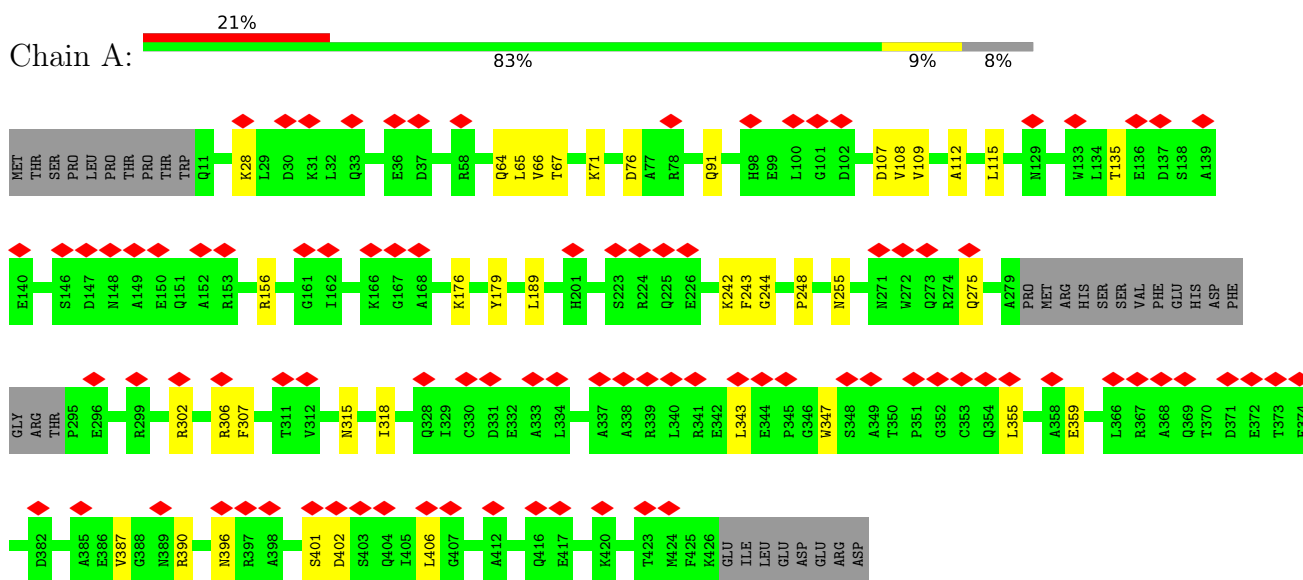 21%
Chain A:
83% 9% 8%
MET THR SER PRO LEU PRO THR PRO THR TRP Q11 K28 L29 D30 K31 L32 Q33 E36 D37 R58 Q64 L65 V66 T67 K71 D76 A77 R78 Q91 H98 E99 L100 G101 D102 D107 V108 V109 A112 L115 N129 W133 L134 T135 E136 D137 S138 A139
E140 S146 D147 N148 A149 E150 Q151 A152 R153 R156 G161 I162 K166 G167 A168 K176 Y179 L189 H201 S223 R224 Q225 E226 K242 F243 G244 P248 N255 N271 W272 Q273 R274 Q275 A279 PRO MET ARG HIS SER SER VAL PHE GLU HIS ASP PHE
GLY ARG THR P295 E296 R299 R302 R306 F307 T311 V312 N315 I318 Q328 I329 C330 D331 E332 A333 L334 A337 A338 R339 L340 R341 E342 L343 E344 P345 G346 W347 S348 A349 T350 P351 G352 C353 Q354 L355 A358 E359 L366 R367 A368 Q369 T370 D371 E372 T373 E374
D382 A385 E386 V387 G388 N389 R390 N396 R397 A398 S401 D402 S403 Q404 I405 L406 G407 A412 Q416 E417 K420 T423 M424 F425 K426 GLU ILE LEU GLU ASP GLU ARG ASP